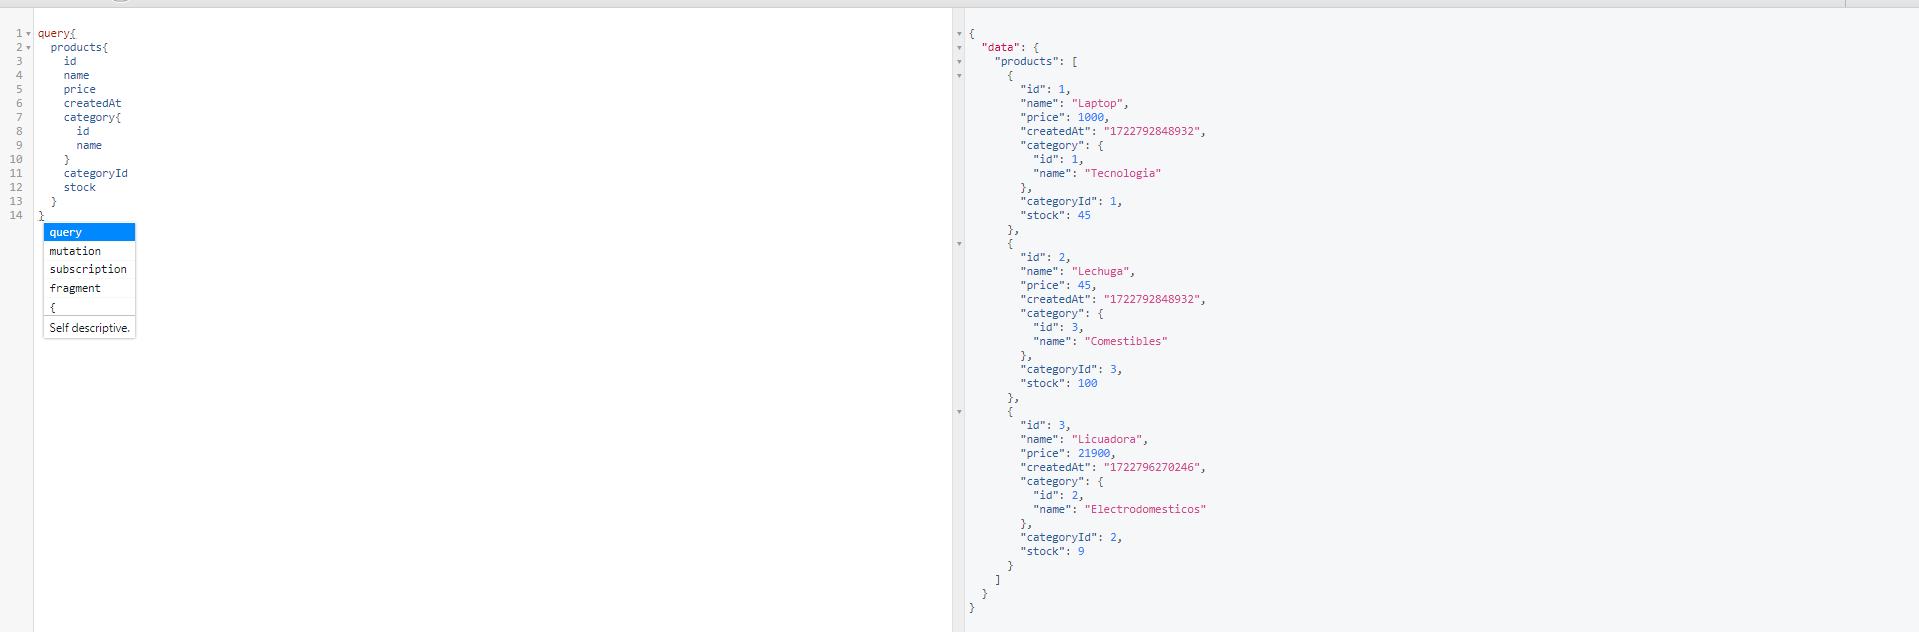 1 query{
2   products{
3     id
4     name
5     price
6     createdAt
7     category{
8       id
9       name
10     }
11     categoryId
12     stock
13   }
14 }
query
mutation
subscription
fragment
{
Self descriptive.
{
  "data": {
    "products": [
      {
        "id": 1,
        "name": "Laptop",
        "price": 1000,
        "createdAt": "1722792848932",
        "category": {
          "id": 1,
          "name": "Tecnologia"
        },
        "categoryId": 1,
        "stock": 45
      },
      {
        "id": 2,
        "name": "Lechuga",
        "price": 45,
        "createdAt": "1722792848932",
        "category": {
          "id": 3,
          "name": "Comestibles"
        },
        "categoryId": 3,
        "stock": 100
      },
      {
        "id": 3,
        "name": "Licuadora",
        "price": 21900,
        "createdAt": "1722796270246",
        "category": {
          "id": 2,
          "name": "Electrodomesticos"
        },
        "categoryId": 2,
        "stock": 9
      }
    ]
  }
}